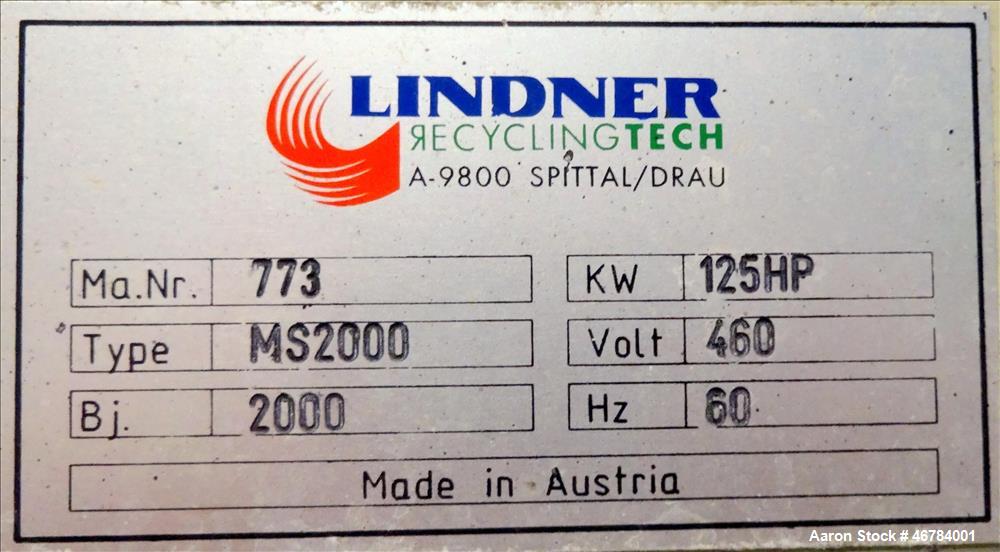 LINDNER
RECYCLINGTECH
A-9800 SPITTAL/DRAU
Ma.Nr. 773 KW 125HP
Type MS2000 Volt 460
Bj. 2000 Hz 60
Made in Austria
Aaron Stock # 46784001